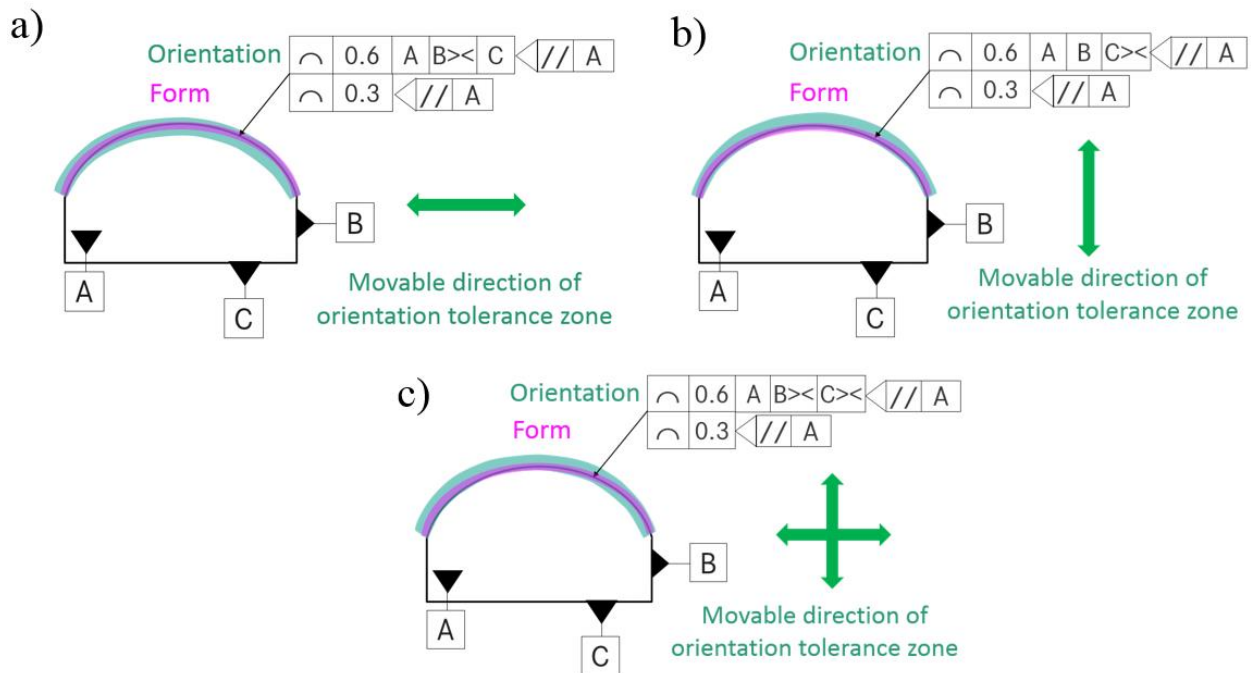 a)
Orientation ⌒ 0.6 A B>< C // A
Form ⌒ 0.3 // A
B
A
C
Movable direction of
orientation tolerance zone
b)
Orientation ⌒ 0.6 A B C>< // A
Form ⌒ 0.3 // A
B
A
C
Movable direction of
orientation tolerance zone
c)
Orientation ⌒ 0.6 A B>< C>< // A
Form ⌒ 0.3 // A
B
A
C
Movable direction of
orientation tolerance zone